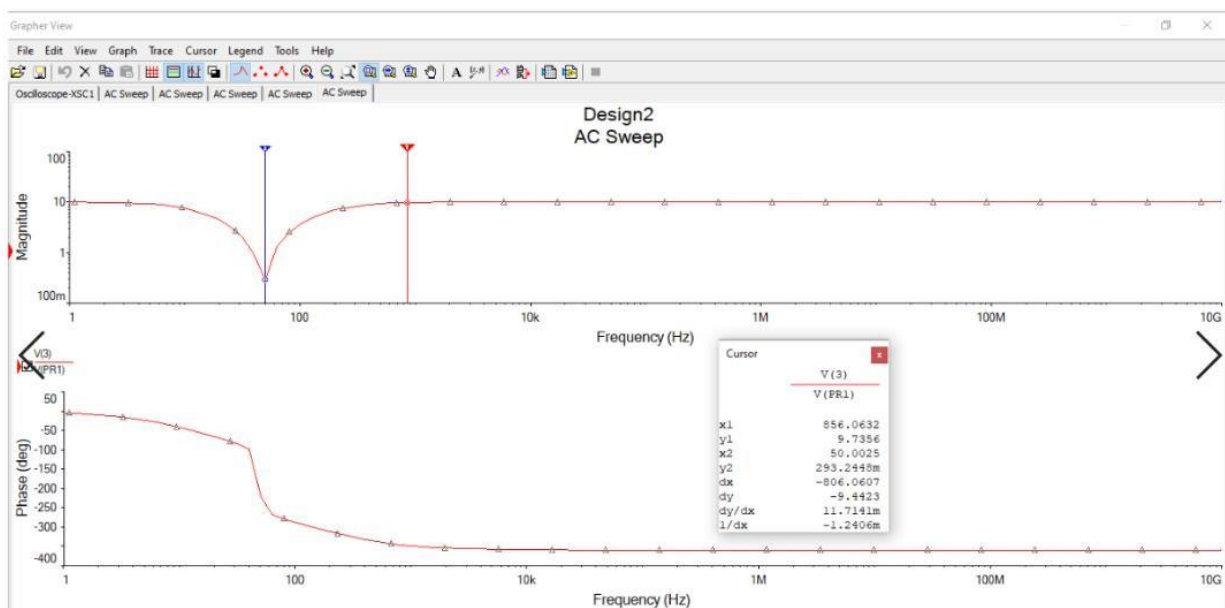 Grapher View
File Edit View Graph Trace Cursor Legend Tools Help
Osciloscope-XSC1 AC Sweep AC Sweep AC Sweep AC Sweep AC Sweep
Design2
AC Sweep
Magnitude
100
10
1
100m
1 100 10k 1M 100M 10G
Frequency (Hz)
V(3)
V(PR1)
Phase (deg)
50
-50
-100
-150
-200
-250
-300
-400
1 100 10k 1M 100M 10G
Frequency (Hz)
Cursor x
V(3)
V(PR1)
x1 856.0632
y1 9.7356
x2 50.0025
y2 293.2448m
dx -806.0607
dy -9.4423
dy/dx 11.7141m
1/dx -1.2406m